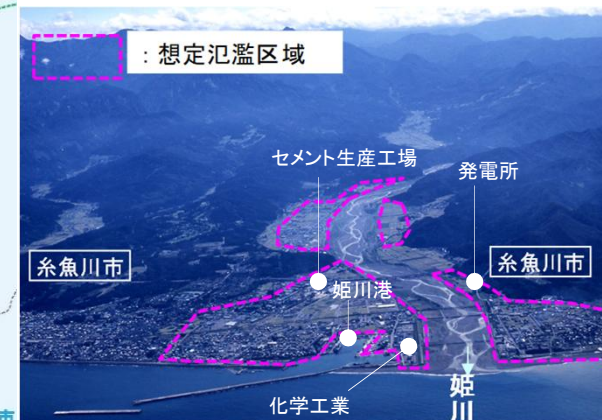 ：想定氾濫区域
セメント生産工場
発電所
糸魚川市
糸魚川市
姫川港
化学工業
姫川
市